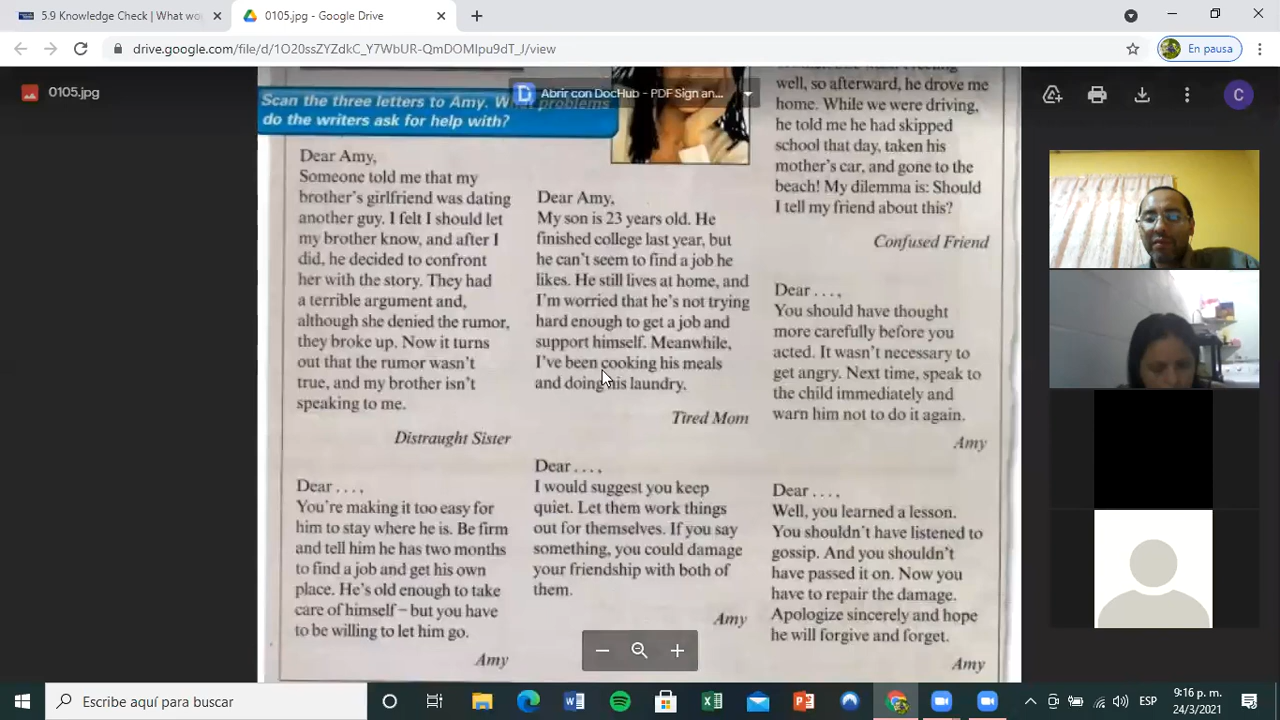 5.9 Knowledge Check | What wo
0105.jpg - Google Drive
drive.google.com/file/d/1O20ssZYZdkC_Y7WbUR-QmDOMIpu9dT_J/view
En pausa
0105.jpg
Abrir con DocHub - PDF Sign an...
C
Scan the three letters to Amy. What problems
do the writers ask for help with?
Dear Amy,
Someone told me that my
brother's girlfriend was dating
another guy. I felt I should let
my brother know, and after I
did, he decided to confront
her with the story. They had
a terrible argument and,
although she denied the rumor,
they broke up. Now it turns
out that the rumor wasn't
true, and my brother isn't
speaking to me.
Distraught Sister
Dear Amy,
My son is 23 years old. He
finished college last year, but
he can't seem to find a job he
likes. He still lives at home, and
I'm worried that he's not trying
hard enough to get a job and
support himself. Meanwhile,
I've been cooking his meals
and doing his laundry.
Tired Mom
well, so afterward, he drove me
home. While we were driving,
he told me he had skipped
school that day, taken his
mother's car, and gone to the
beach! My dilemma is: Should
I tell my friend about this?
Confused Friend
Dear . . . ,
You're making it too easy for
him to stay where he is. Be firm
and tell him he has two months
to find a job and get his own
place. He's old enough to take
care of himself – but you have
to be willing to let him go.
Amy
Dear . . . ,
I would suggest you keep
quiet. Let them work things
out for themselves. If you say
something, you could damage
your friendship with both of
them.
Amy
Dear . . . ,
You should have thought
more carefully before you
acted. It wasn't necessary to
get angry. Next time, speak to
the child immediately and
warn him not to do it again.
Amy
Dear . . . ,
Well, you learned a lesson.
You shouldn't have listened to
gossip. And you shouldn't
have passed it on. Now you
have to repair the damage.
Apologize sincerely and hope
he will forgive and forget.
Amy
Escribe aquí para buscar
ESP
9:16 p. m.
24/3/2021